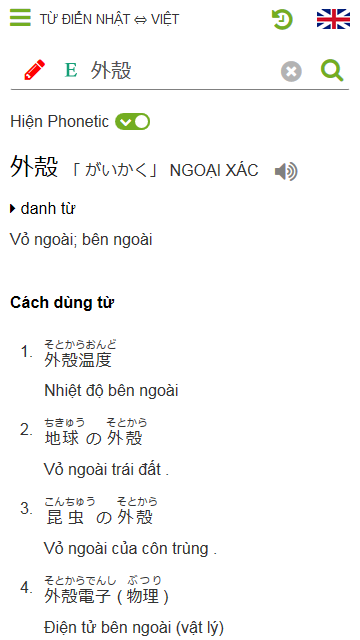 TỪ ĐIỂN NHẬT ⇔ VIỆT
E 外殻
Hiện Phonetic
外殻 「 がいかく」 NGOẠI XÁC
danh từ
Vỏ ngoài; bên ngoài
Cách dùng từ
そとからおんど
1. 外殻温度
Nhiệt độ bên ngoài
ちきゅう そとから
2. 地球 の 外殻
Vỏ ngoài trái đất .
こんちゅう そとから
3. 昆虫 の 外殻
Vỏ ngoài của côn trùng .
そとからでんし ぶつり
4. 外殻電子 ( 物理 )
Điện tử bên ngoài (vật lý)